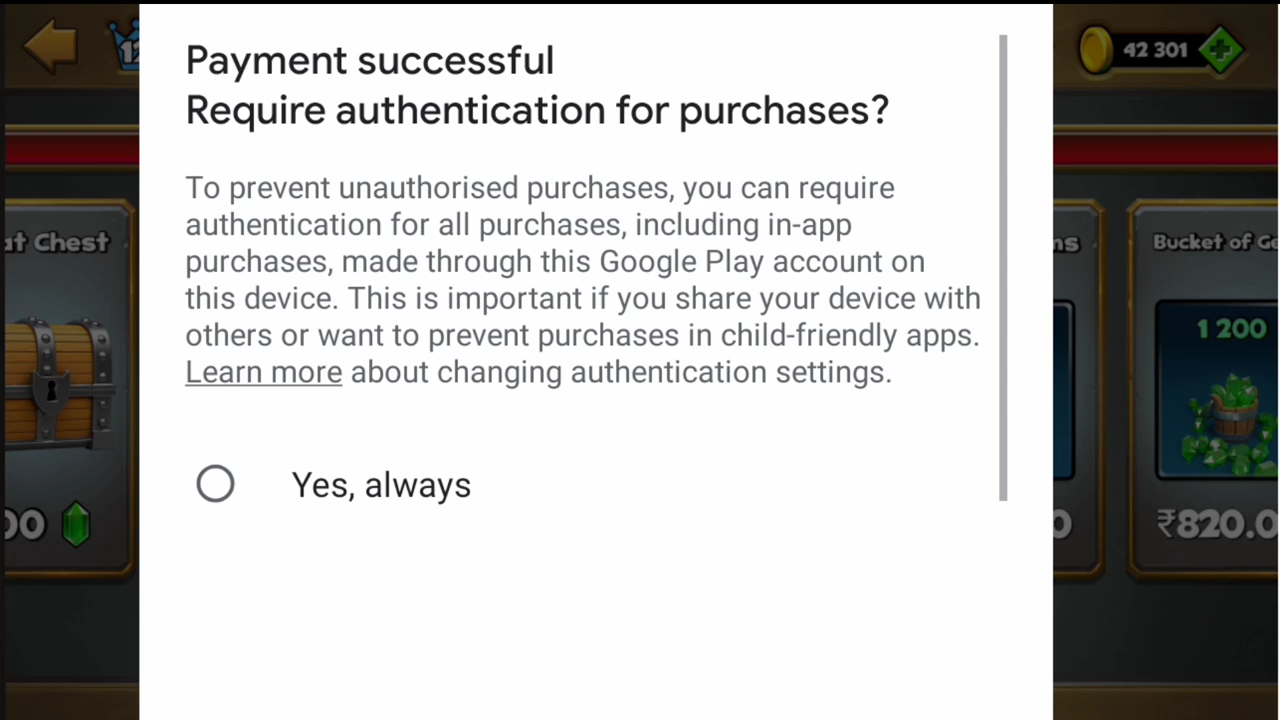 Payment successful
Require authentication for purchases?
To prevent unauthorised purchases, you can require
authentication for all purchases, including in-app
purchases, made through this Google Play account on
this device. This is important if you share your device with
others or want to prevent purchases in child-friendly apps.
Learn more about changing authentication settings.
Yes, always
12
42 301
Chest
Bucket of
1 200
₹820.0